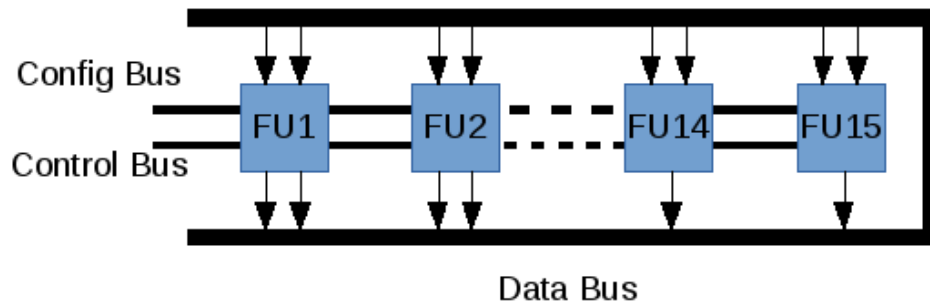 Config Bus
FU1 FU2 FU14 FU15
Control Bus
Data Bus